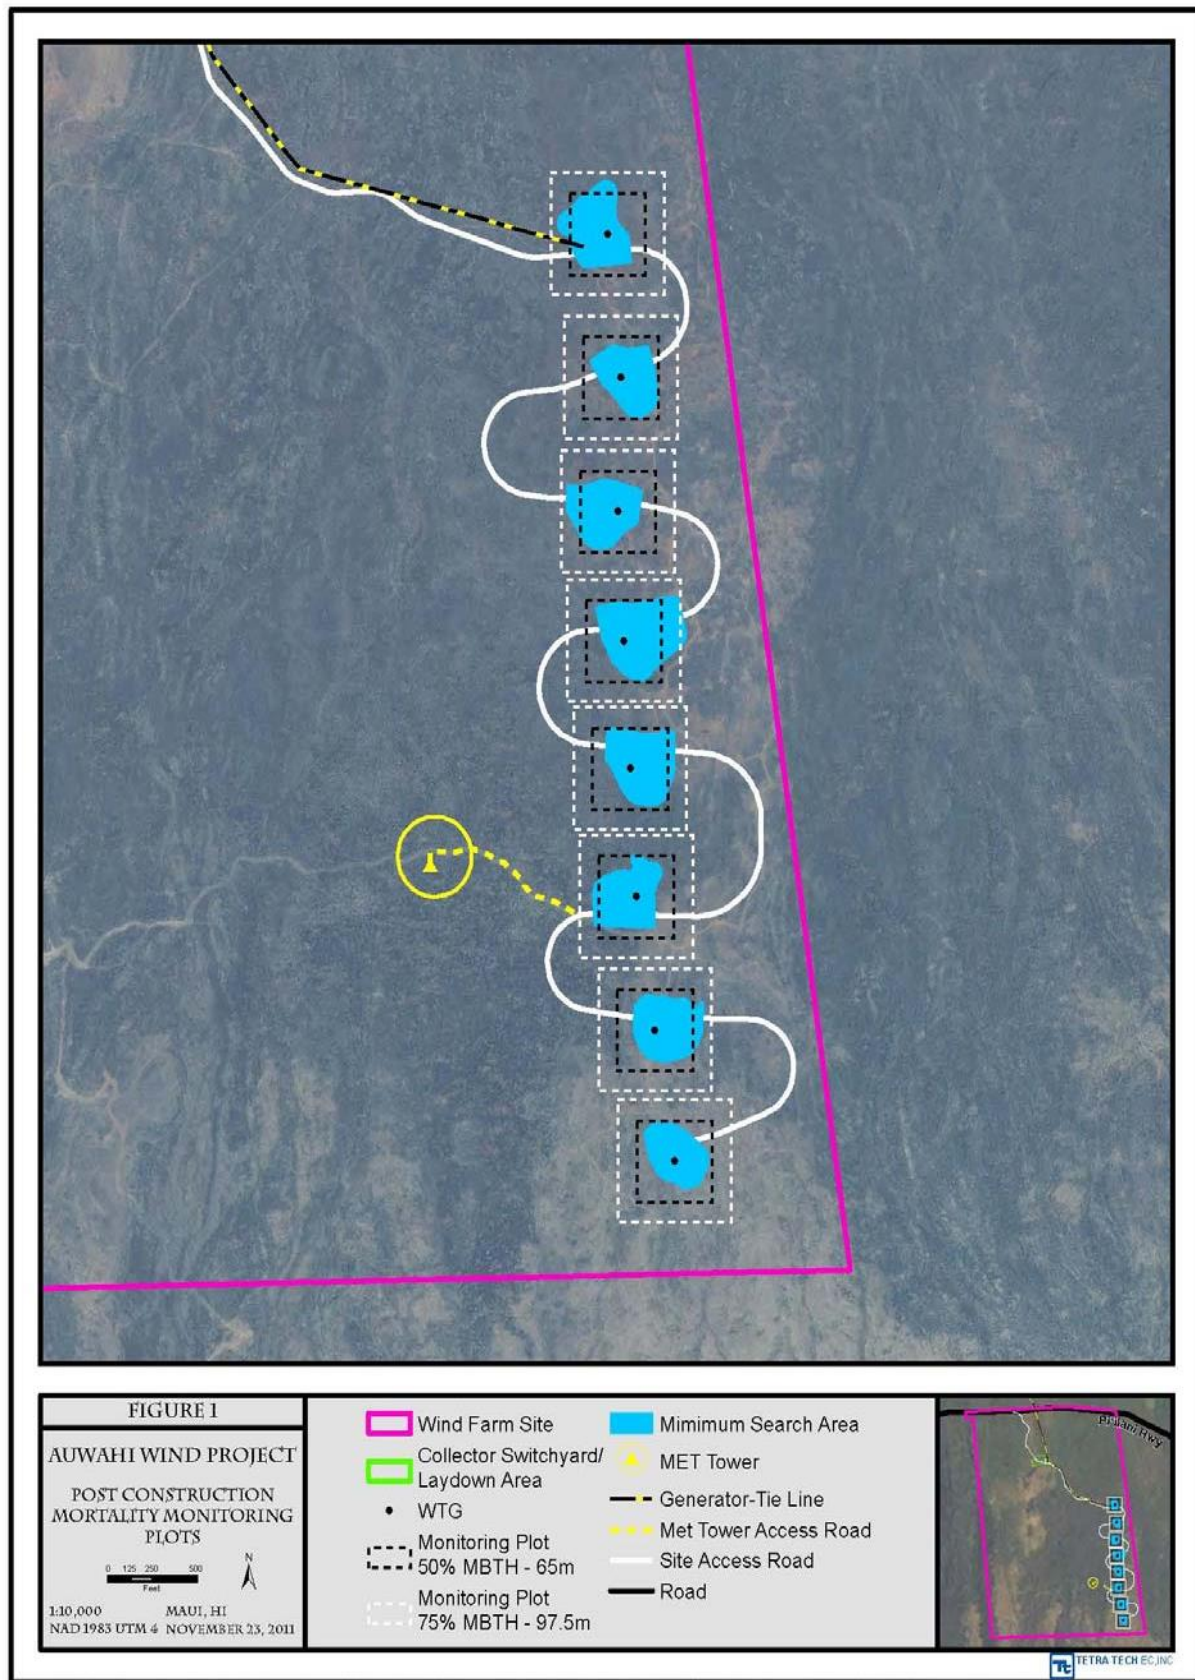 FIGURE 1
AUWAHI WIND PROJECT
POST CONSTRUCTION
MORTALITY MONITORING
PLOTS
0 125 250 500
Feet
N
1:10,000 MAUI, HI
NAD 1983 UTM 4 NOVEMBER 23, 2011
Wind Farm Site
Collector Switchyard/
Laydown Area
WTG
Monitoring Plot
50% MBTH - 65m
Monitoring Plot
75% MBTH - 97.5m
Mimimum Search Area
MET Tower
Generator-Tie Line
Met Tower Access Road
Site Access Road
Road
Piilani Hwy
Tt TETRA TECH EC,INC